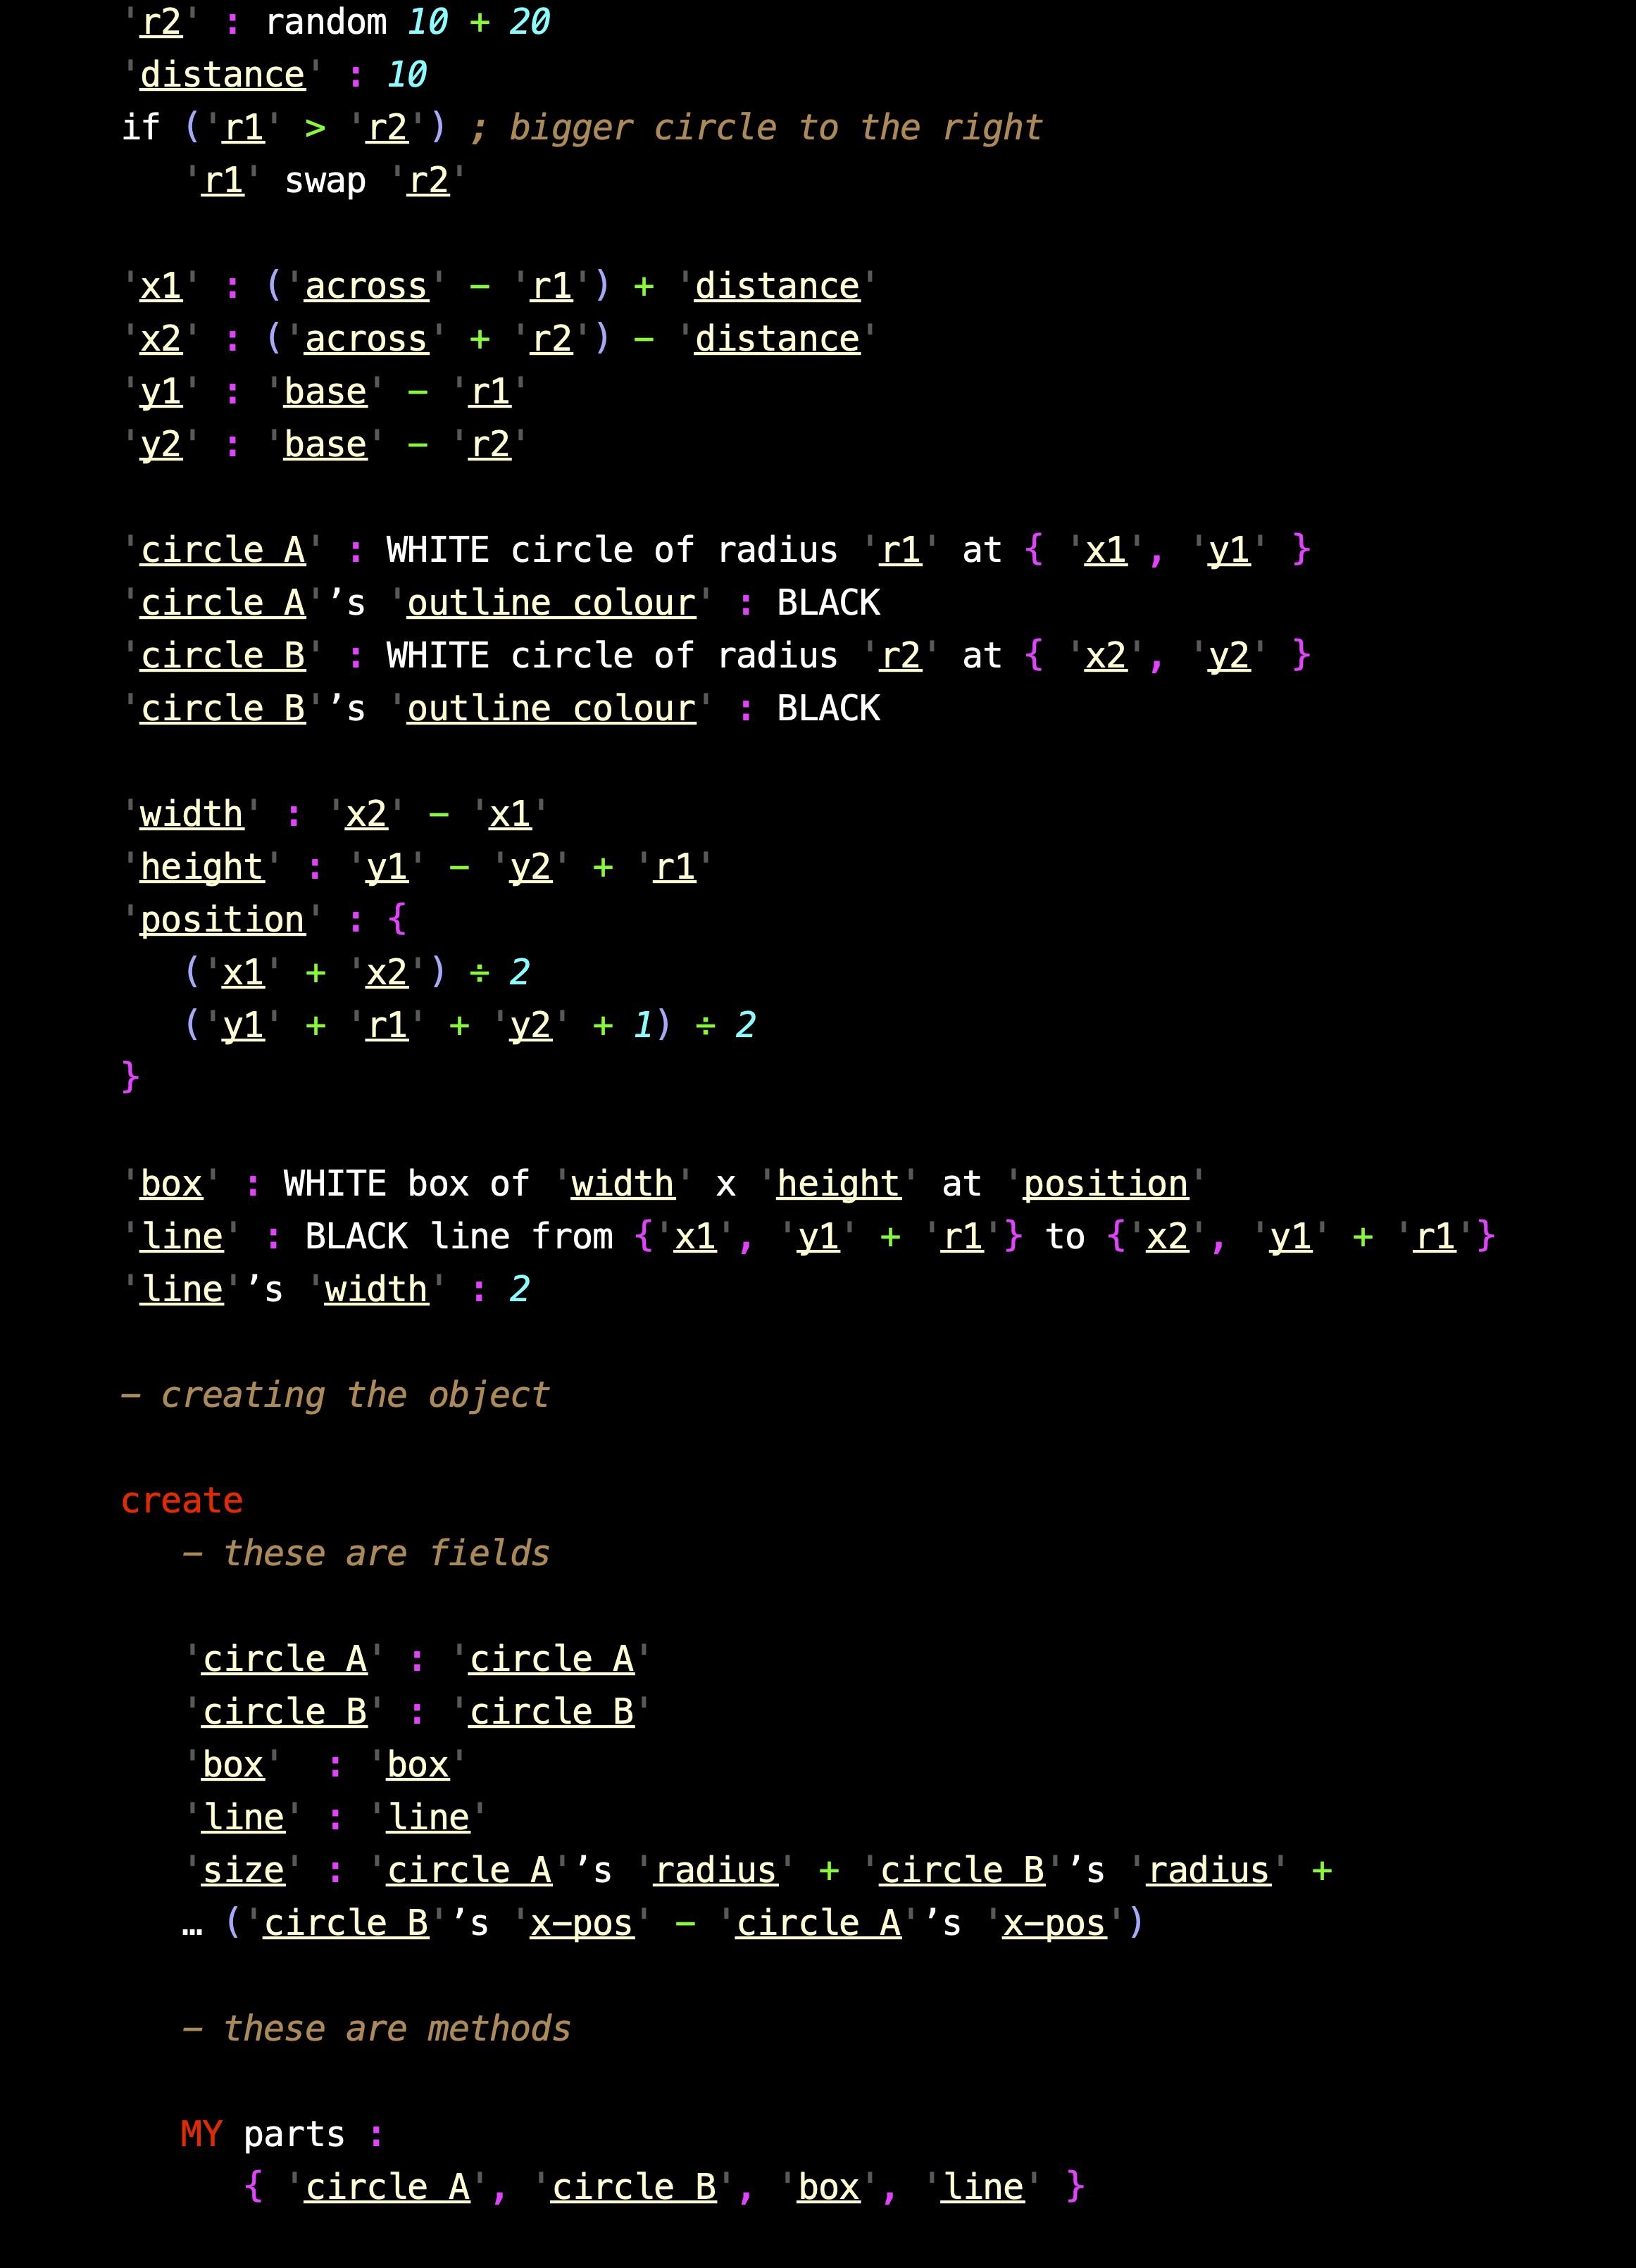 'r2' : random 10 + 20
'distance' : 10
if ('r1' > 'r2') ; bigger circle to the right
'r1' swap 'r2'
'x1' : ('across' − 'r1') + 'distance'
'x2' : ('across' + 'r2') − 'distance'
'y1' : 'base' − 'r1'
'y2' : 'base' − 'r2'
'circle A' : WHITE circle of radius 'r1' at { 'x1', 'y1' }
'circle A'’s 'outline colour' : BLACK
'circle B' : WHITE circle of radius 'r2' at { 'x2', 'y2' }
'circle B'’s 'outline colour' : BLACK
'width' : 'x2' − 'x1'
'height' : 'y1' − 'y2' + 'r1'
'position' : {
('x1' + 'x2') ÷ 2
('y1' + 'r1' + 'y2' + 1) ÷ 2
}
'box' : WHITE box of 'width' x 'height' at 'position'
'line' : BLACK line from {'x1', 'y1' + 'r1'} to {'x2', 'y1' + 'r1'}
'line'’s 'width' : 2
− creating the object
create
− these are fields
'circle A' : 'circle A'
'circle B' : 'circle B'
'box'  : 'box'
'line' : 'line'
'size' : 'circle A'’s 'radius' + 'circle B'’s 'radius' +
… ('circle B'’s 'x−pos' − 'circle A'’s 'x−pos')
− these are methods
MY parts :
{ 'circle A', 'circle B', 'box', 'line' }